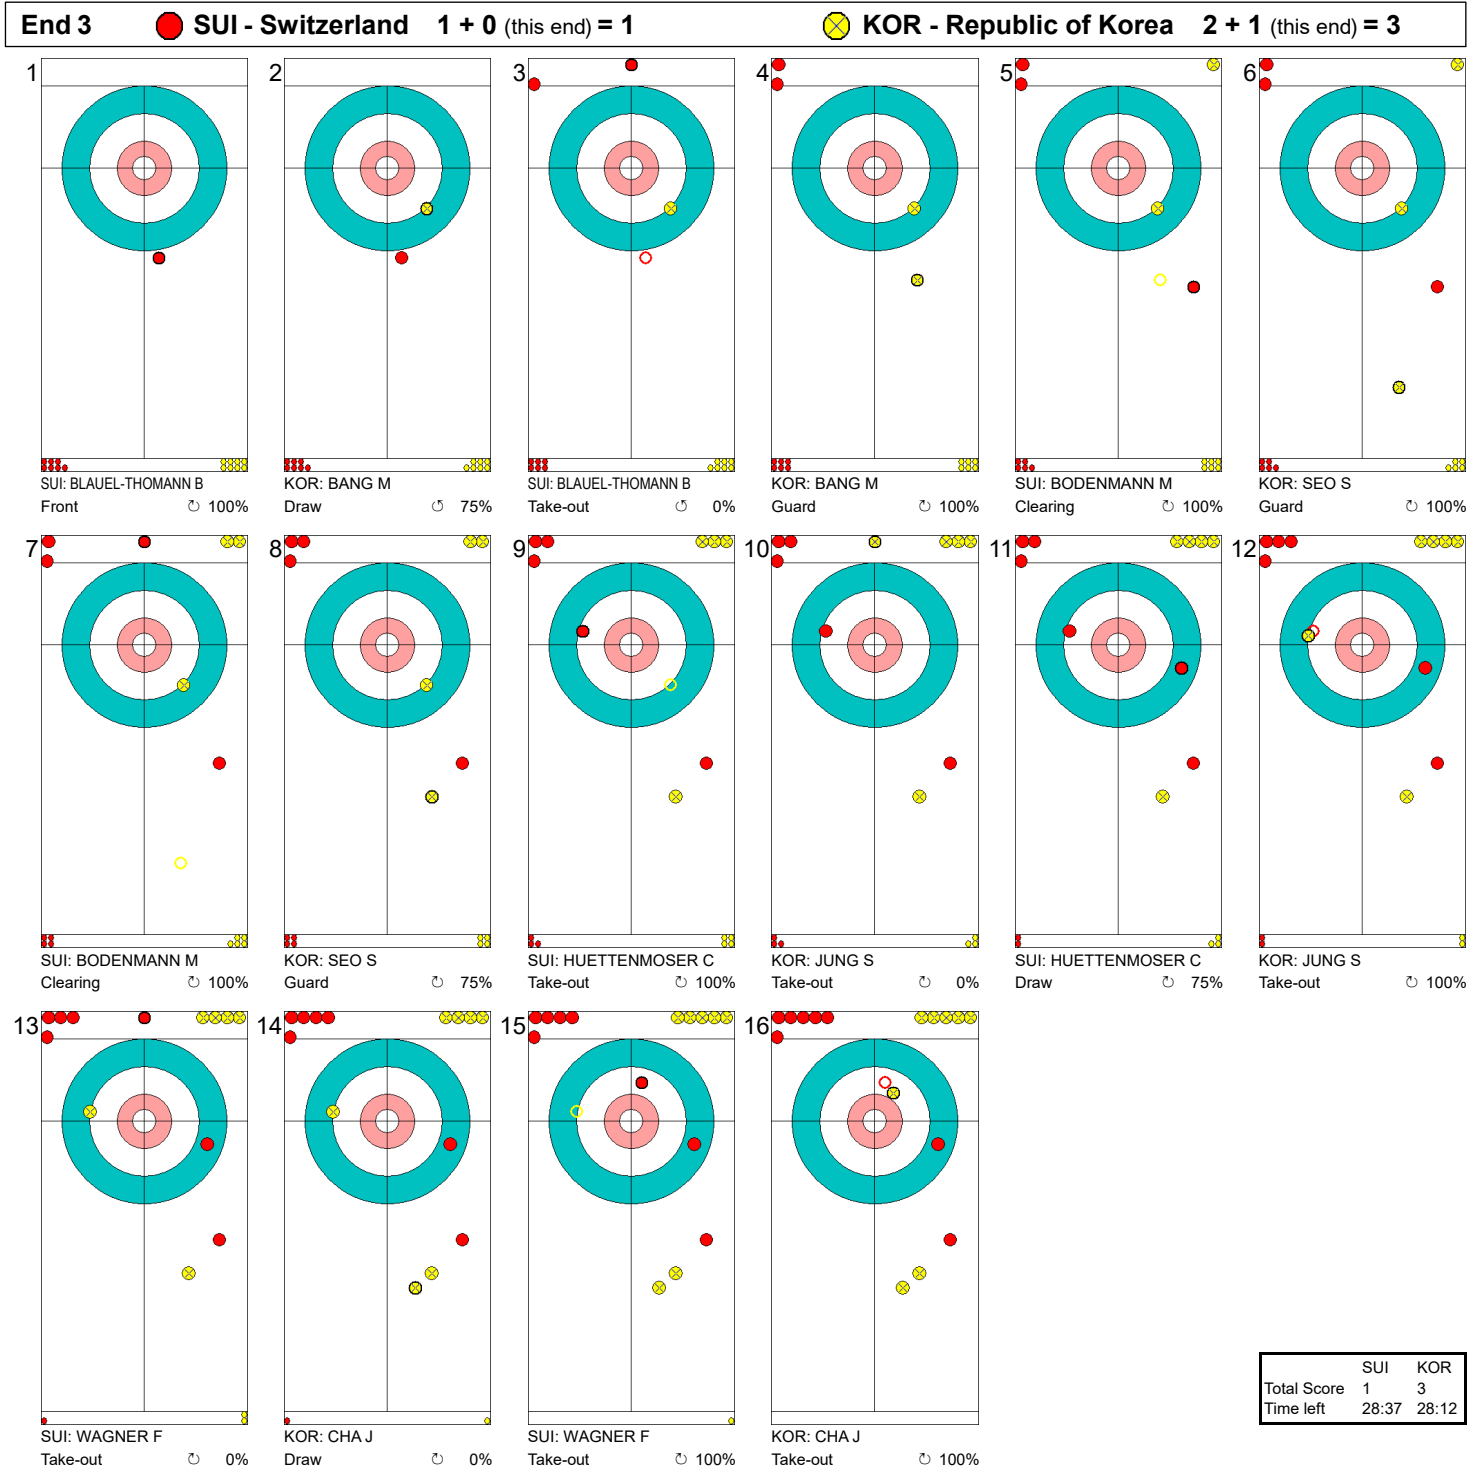 End 3 SUI - Switzerland 1 + 0 (this end) = 1 KOR - Republic of Korea 2 + 1 (this end) = 3
1 2 3 4 5 6
SUI: BLAUEL-THOMANN B KOR: BANG M SUI: BLAUEL-THOMANN B KOR: BANG M SUI: BODENMANN M KOR: SEO S
Front ↻ 100% Draw ↺ 75% Take-out ↺ 0% Guard ↻ 100% Clearing ↻ 100% Guard ↻ 100%
7 8 9 10 11 12
SUI: BODENMANN M KOR: SEO S SUI: HUETTENMOSER C KOR: JUNG S SUI: HUETTENMOSER C KOR: JUNG S
Clearing ↻ 100% Guard ↻ 75% Take-out ↻ 100% Take-out ↻ 0% Draw ↻ 75% Take-out ↻ 100%
13 14 15 16
SUI: WAGNER F KOR: CHA J SUI: WAGNER F KOR: CHA J
Take-out ↻ 0% Draw ↻ 0% Take-out ↻ 100% Take-out ↻ 100%
SUI KOR
Total Score 1 3
Time left 28:37 28:12